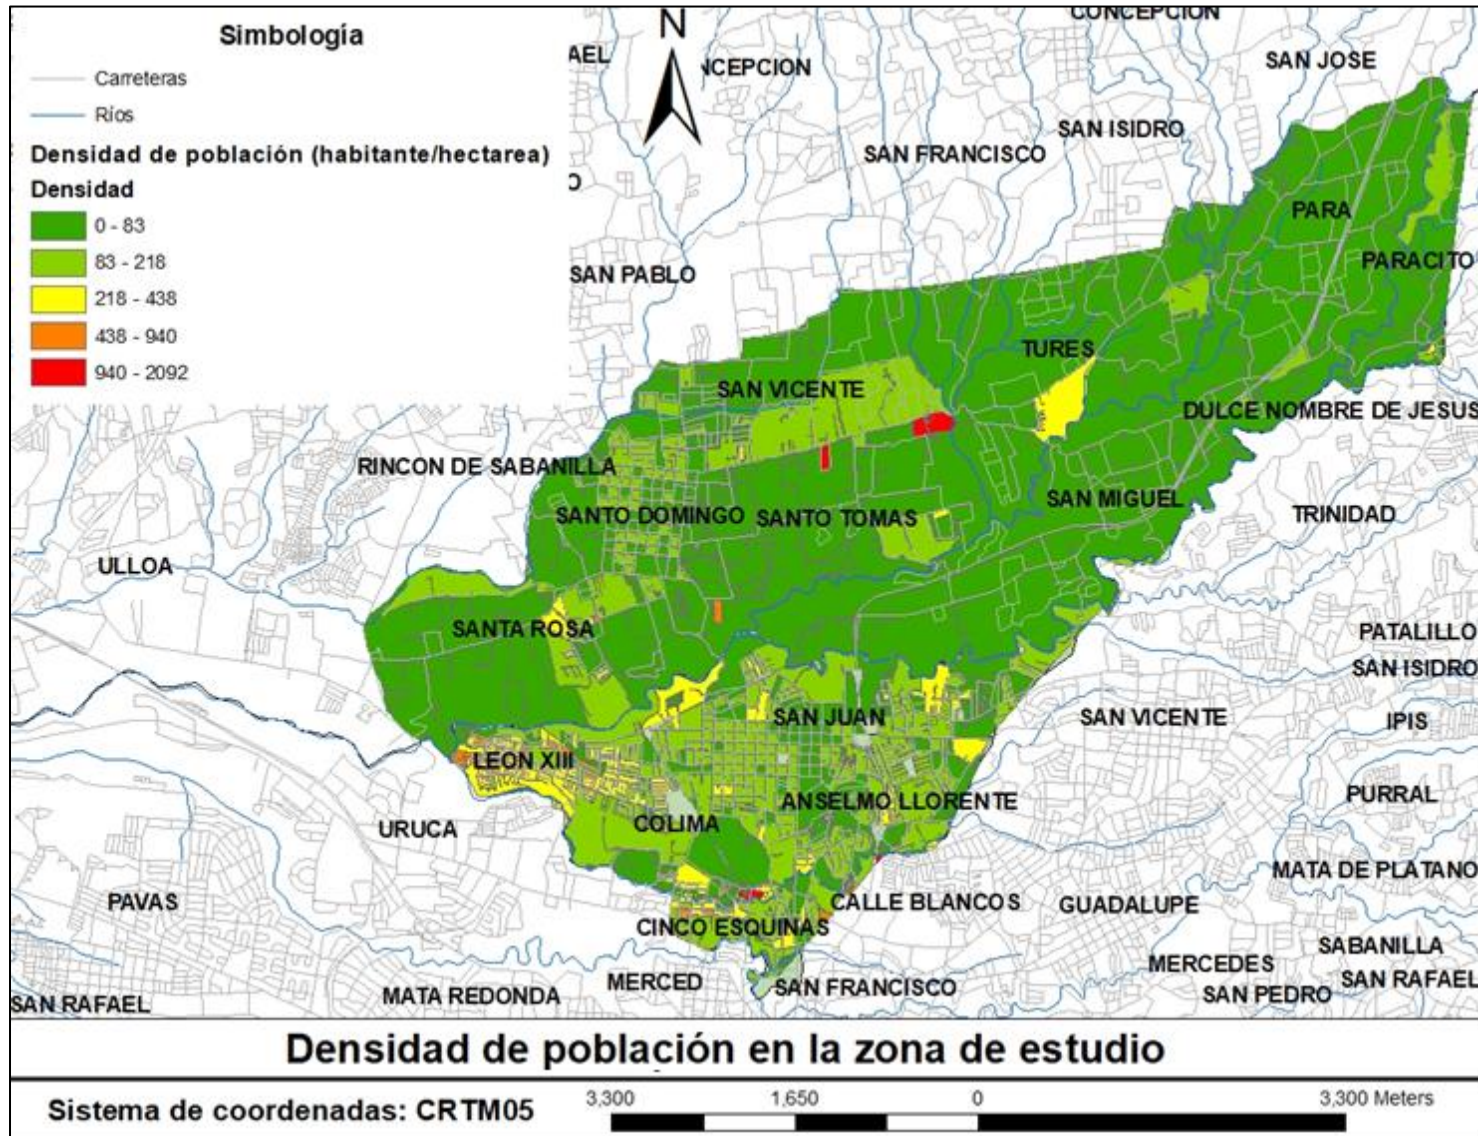 Simbología
Carreteras
Ríos
Densidad de población (habitante/hectarea)
Densidad
0 - 83
83 - 218
218 - 438
438 - 940
940 - 2092
N
CONCEPCION
AEL
NCEPCION
SAN JOSE
SAN ISIDRO
SAN FRANCISCO
O
PARA
PARACITO
SAN PABLO
TURES
SAN VICENTE
DULCE NOMBRE DE JESUS
RINCON DE SABANILLA
SAN MIGUEL
SANTO DOMINGO
SANTO TOMAS
TRINIDAD
ULLOA
SANTA ROSA
PATALILLO
SAN ISIDRO
SAN JUAN
SAN VICENTE
IPIS
LEON XIII
ANSELMO LLORENTE
PURRAL
URUCA
COLIMA
MATA DE PLATANO
PAVAS
CALLE BLANCOS
GUADALUPE
CINCO ESQUINAS
SABANILLA
MERCEDES
SAN RAFAEL
MERCED
SAN FRANCISCO
SAN PEDRO
SAN RAFAEL
MATA REDONDA
Densidad de población en la zona de estudio
Sistema de coordenadas: CRTM05
3,300 1,650 0 3,300 Meters